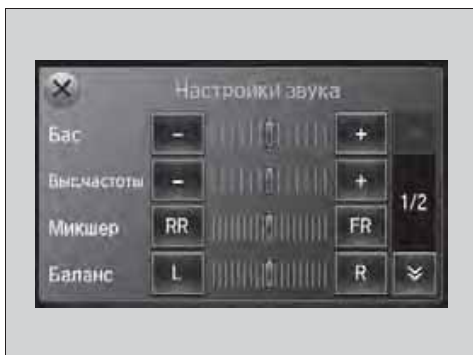 Настройки звука
Бас - +
Выс.частоты - +
Микшер RR FR
1/2
Баланс L R